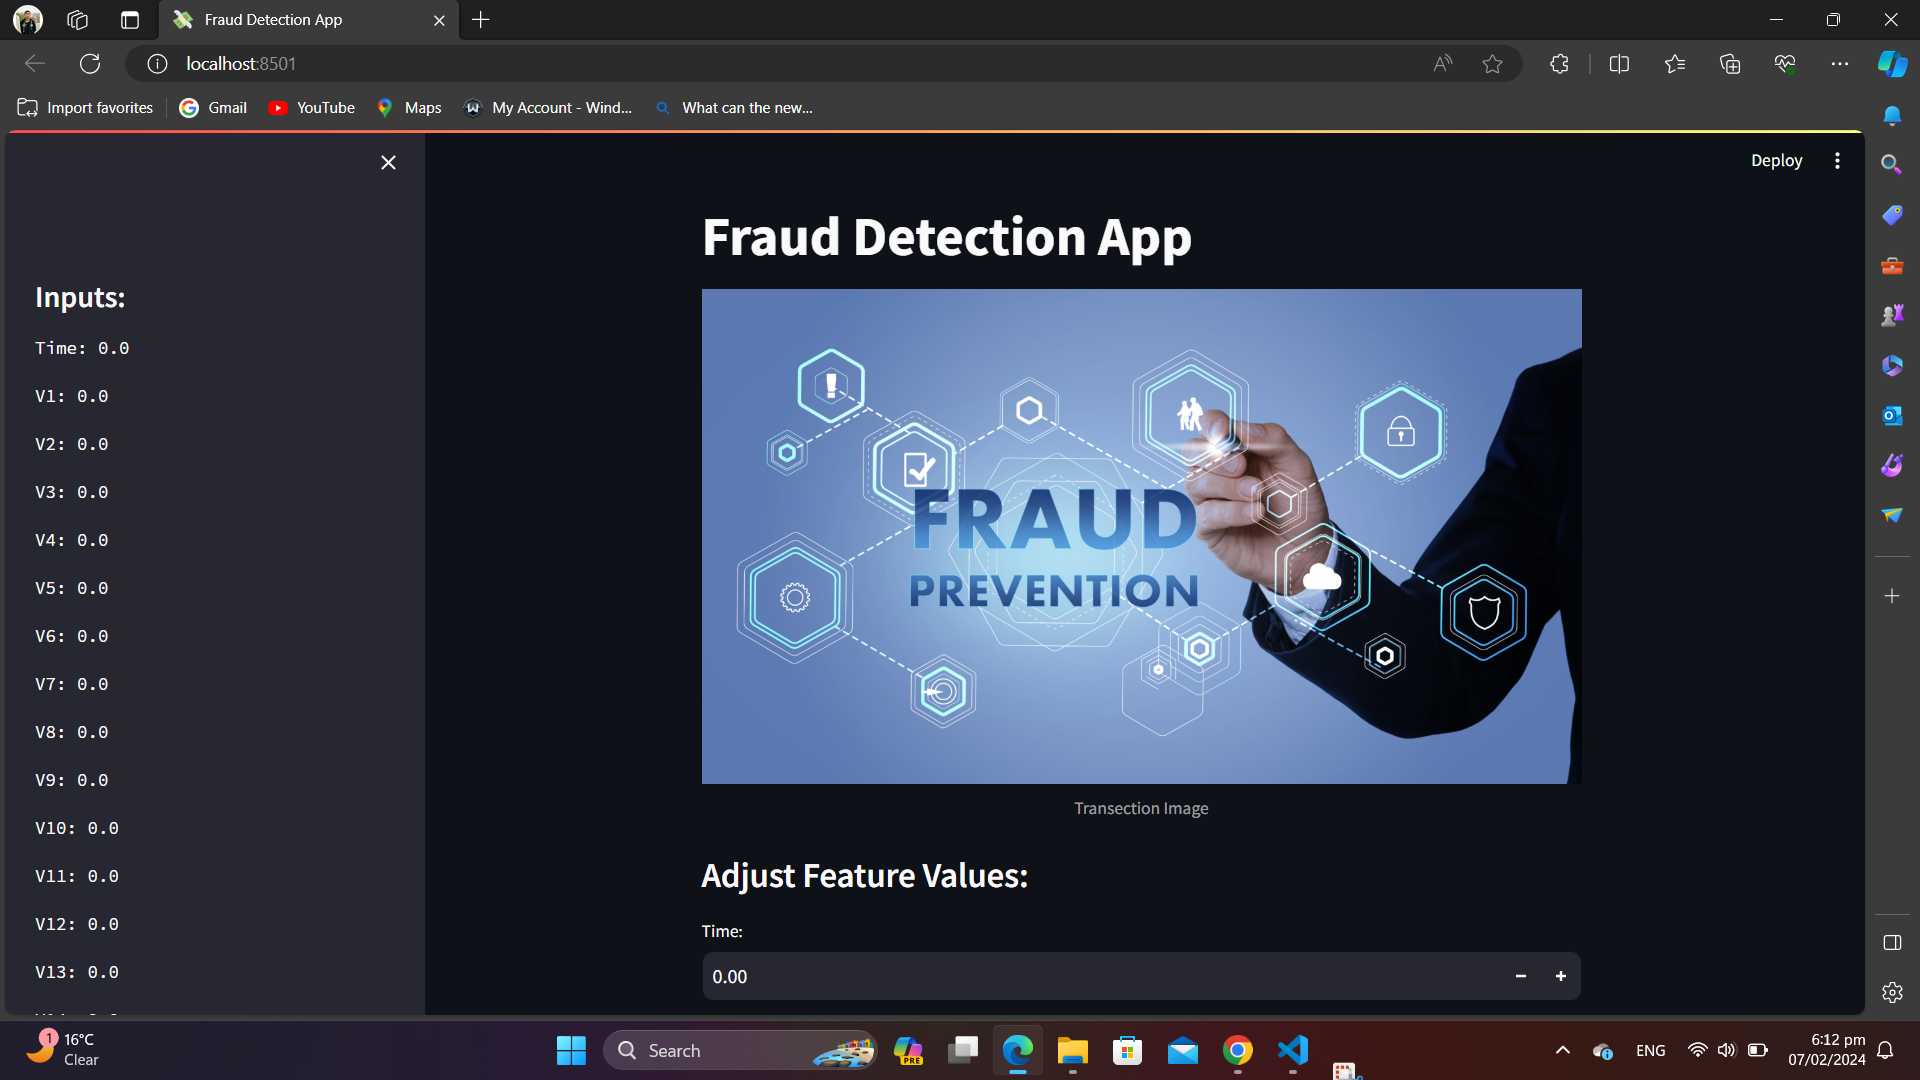 Fraud Detection App
localhost:8501
Import favorites
Gmail
YouTube
Maps
My Account - Wind...
What can the new...
Deploy
Inputs:
Time: 0.0
V1: 0.0
V2: 0.0
V3: 0.0
V4: 0.0
V5: 0.0
V6: 0.0
V7: 0.0
V8: 0.0
V9: 0.0
V10: 0.0
V11: 0.0
V12: 0.0
V13: 0.0
Fraud Detection App
FRAUD
PREVENTION
Transection Image
Adjust Feature Values:
Time:
0.00
1
16°C
Clear
Search
PRE
ENG
6:12 pm
07/02/2024